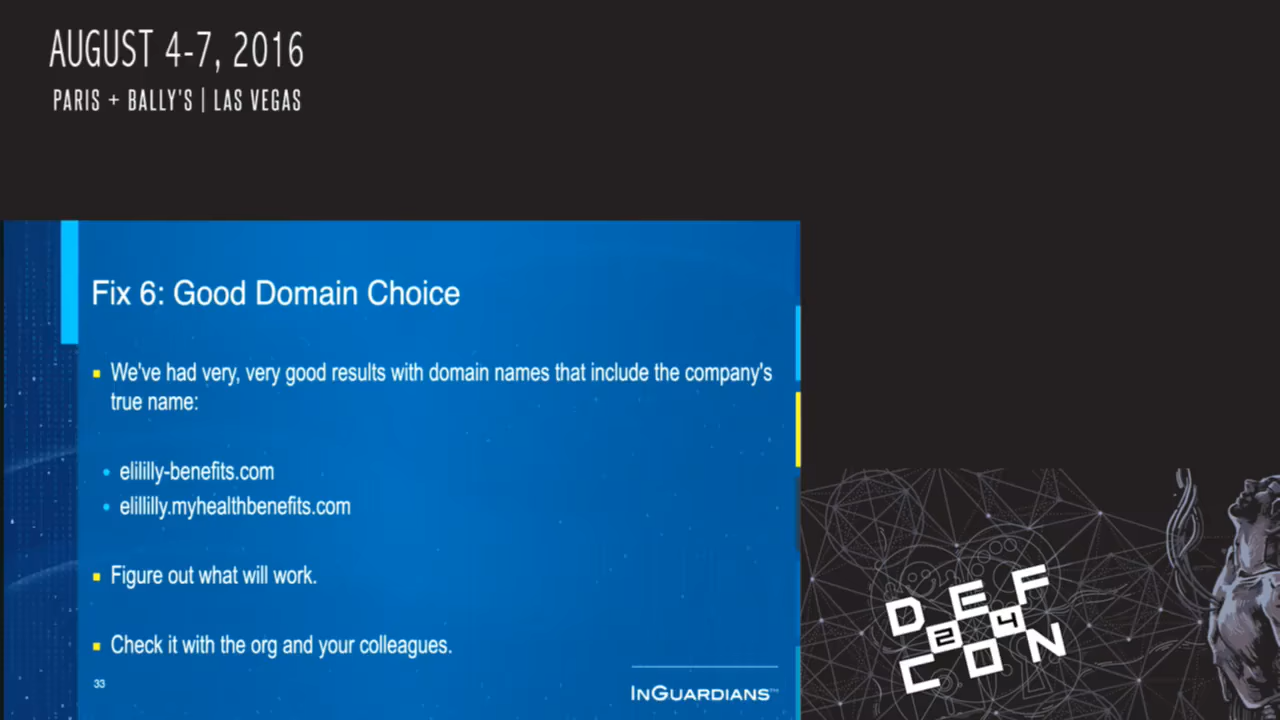 AUGUST 4-7, 2016
PARIS + BALLY'S | LAS VEGAS
Fix 6: Good Domain Choice
We've had very, very good results with domain names that include the company's
true name:
elililly-benefits.com
elillilly.myhealthbenefits.com
Figure out what will work.
Check it with the org and your colleagues.
33
INGUARDIANS™
DEF
24
CON